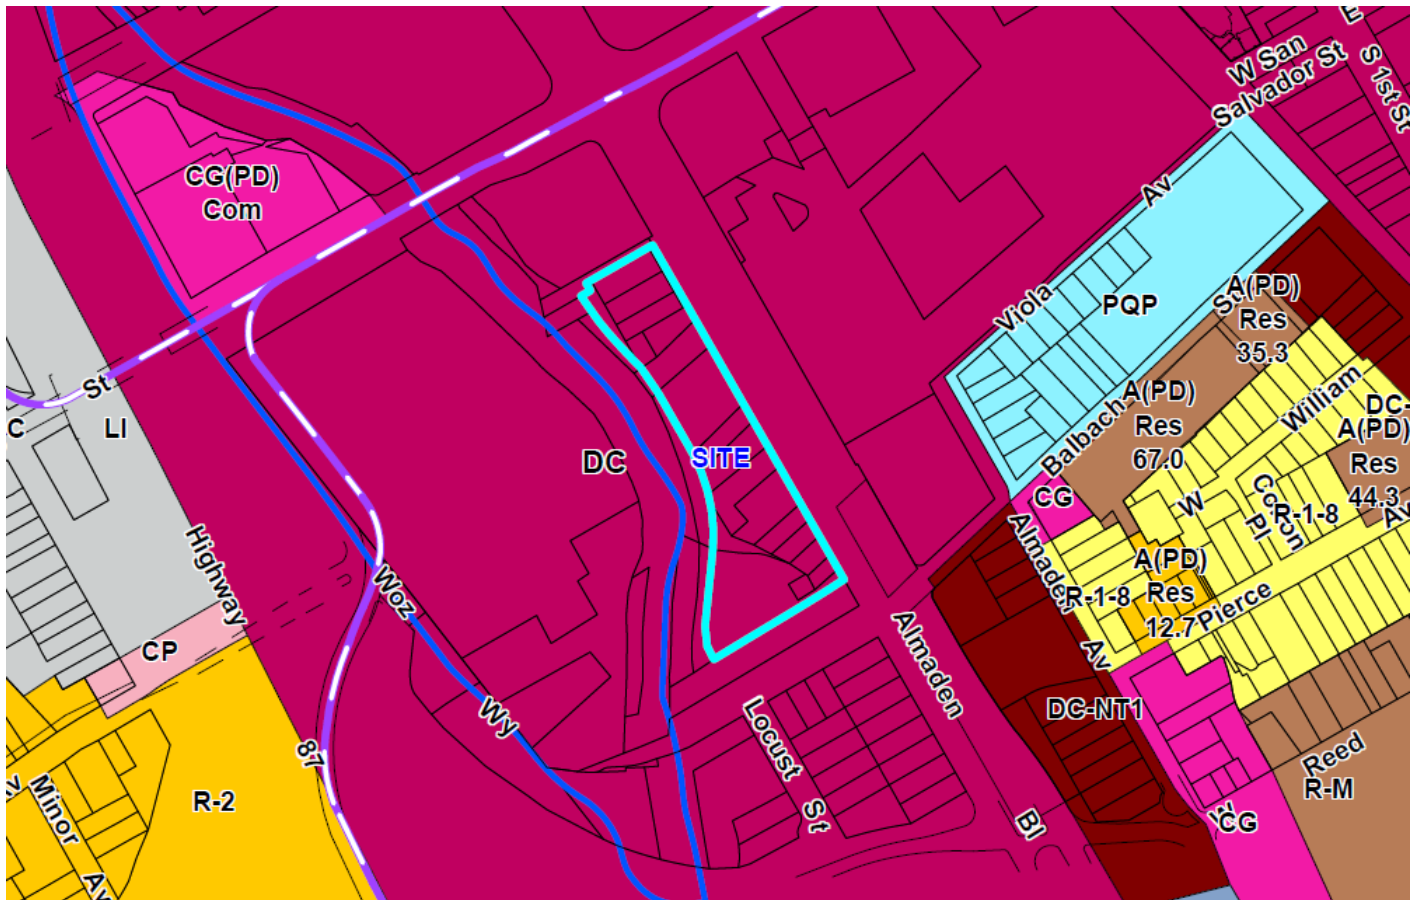 E
W San
Salvador St
S 1st St
CG(PD)
Com
Av
Viola
PQP
St
A(PD)
Res
35.3
St
C
LI
DC
SITE
A(PD)
Res
67.0
Balbach
William
DC-
A(PD)
Res
44.3
CG
W
Cotton
Pl
R-1-8
Av
Highway
Woz
Almaden
Av
A(PD)
Res
12.7
R-1-8
Pierce
CP
Almaden
Bl
Wy
Locust
St
DC-NT1
87
Reed
R-M
R-2
Minor
Av
W
CG